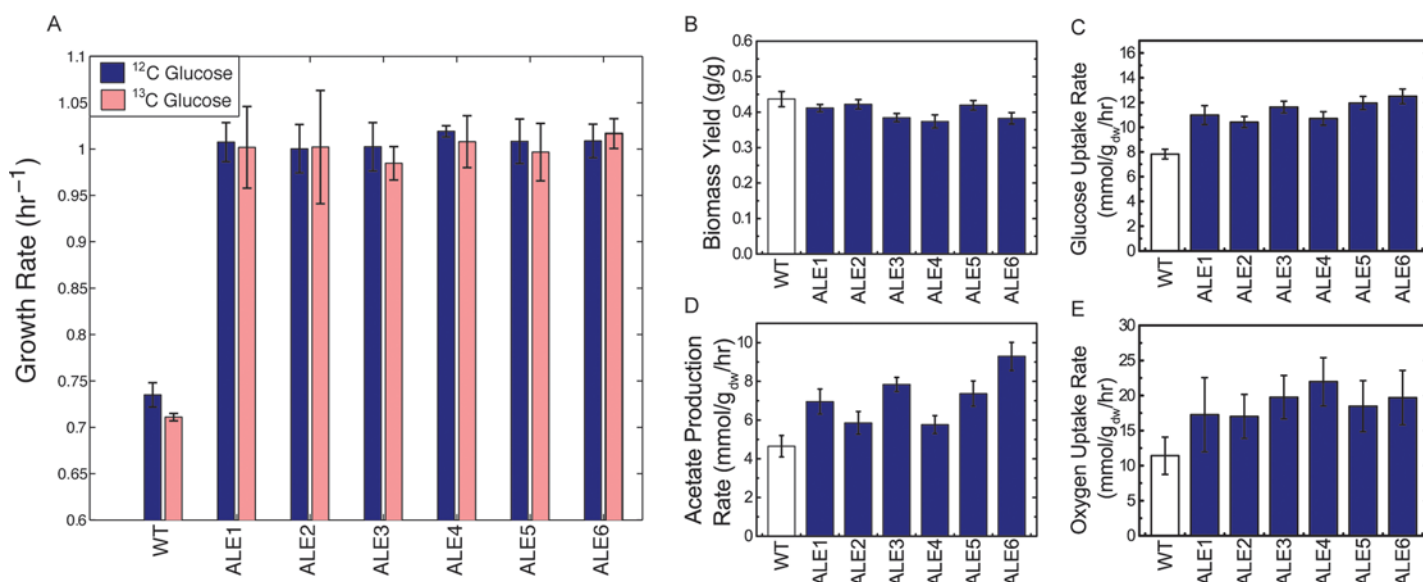 A
Growth Rate (hr⁻¹)
1.1
1.05
1
0.95
0.9
0.85
0.8
0.75
0.7
0.65
0.6
¹²C Glucose
¹³C Glucose
WT
ALE1
ALE2
ALE3
ALE4
ALE5
ALE6
B
Biomass Yield (g/g)
0.6
0.5
0.4
0.3
0.2
0.1
0.0
WT
ALE1
ALE2
ALE3
ALE4
ALE5
ALE6
C
Glucose Uptake Rate
(mmol/g_dw/hr)
16
14
12
10
8
6
4
2
0
WT
ALE1
ALE2
ALE3
ALE4
ALE5
ALE6
D
Acetate Production
Rate (mmol/g_dw/hr)
10
8
6
4
2
0
WT
ALE1
ALE2
ALE3
ALE4
ALE5
ALE6
E
Oxygen Uptake Rate
(mmol/g_dw/hr)
30
25
20
15
10
5
0
WT
ALE1
ALE2
ALE3
ALE4
ALE5
ALE6